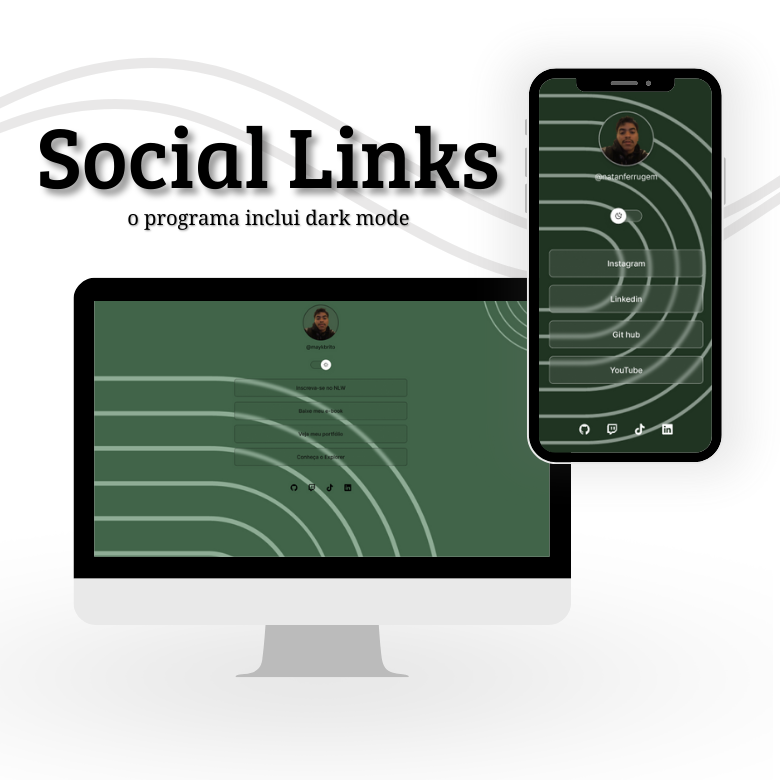 Social Links
o programa inclui dark mode
@natanferrugem
Instagram
Linkedin
Git hub
YouTube
@maykbrito
Inscreva-se no NLW
Baixe meu e-book
Veja meu portfólio
Conheça o Explorer